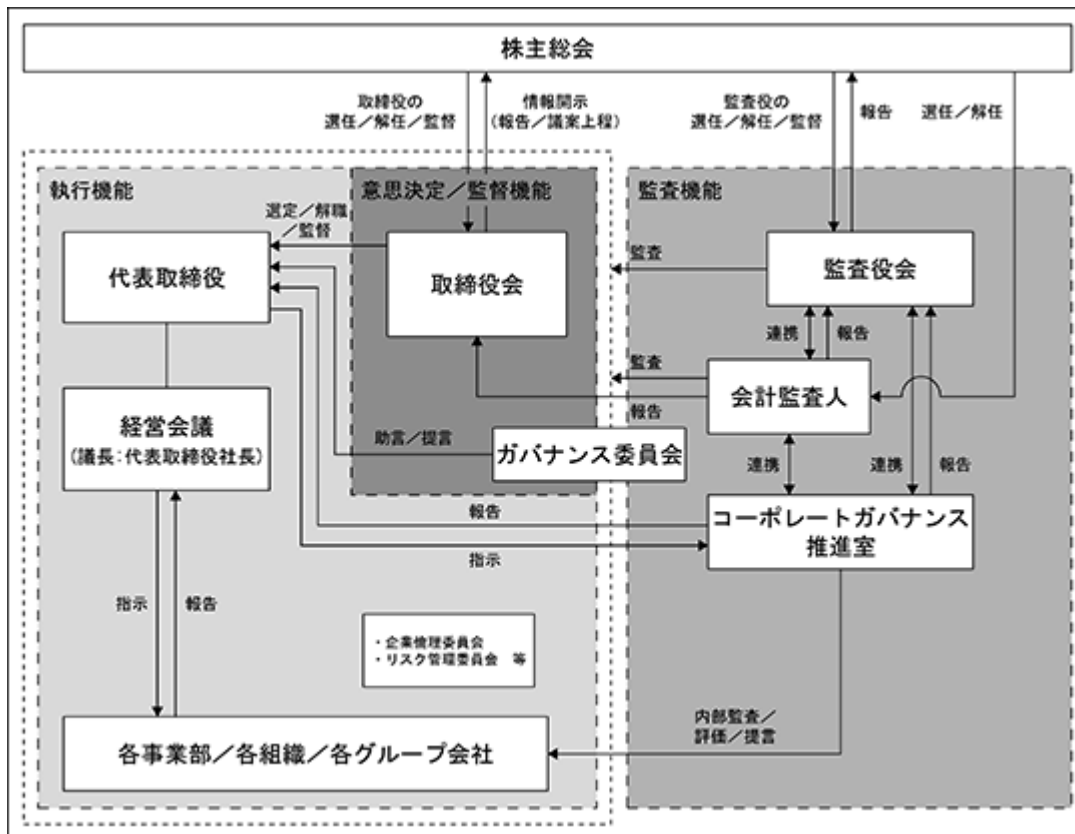 株主総会
取締役の
選任／解任／監督
情報開示
（報告／議案上程）
監査役の
選任／解任／監督
報告
選任／解任
執行機能
意思決定／監督機能
監査機能
選定／解職
／監督
代表取締役
取締役会
監査
監査役会
連携
報告
監査
会計監査人
報告
経営会議
（議長：代表取締役社長）
助言／提言
ガバナンス委員会
連携
連携
報告
報告
コーポレートガバナンス
推進室
指示
指示
報告
・企業倫理委員会
・リスク管理委員会　等
内部監査／
評価／提言
各事業部／各組織／各グループ会社